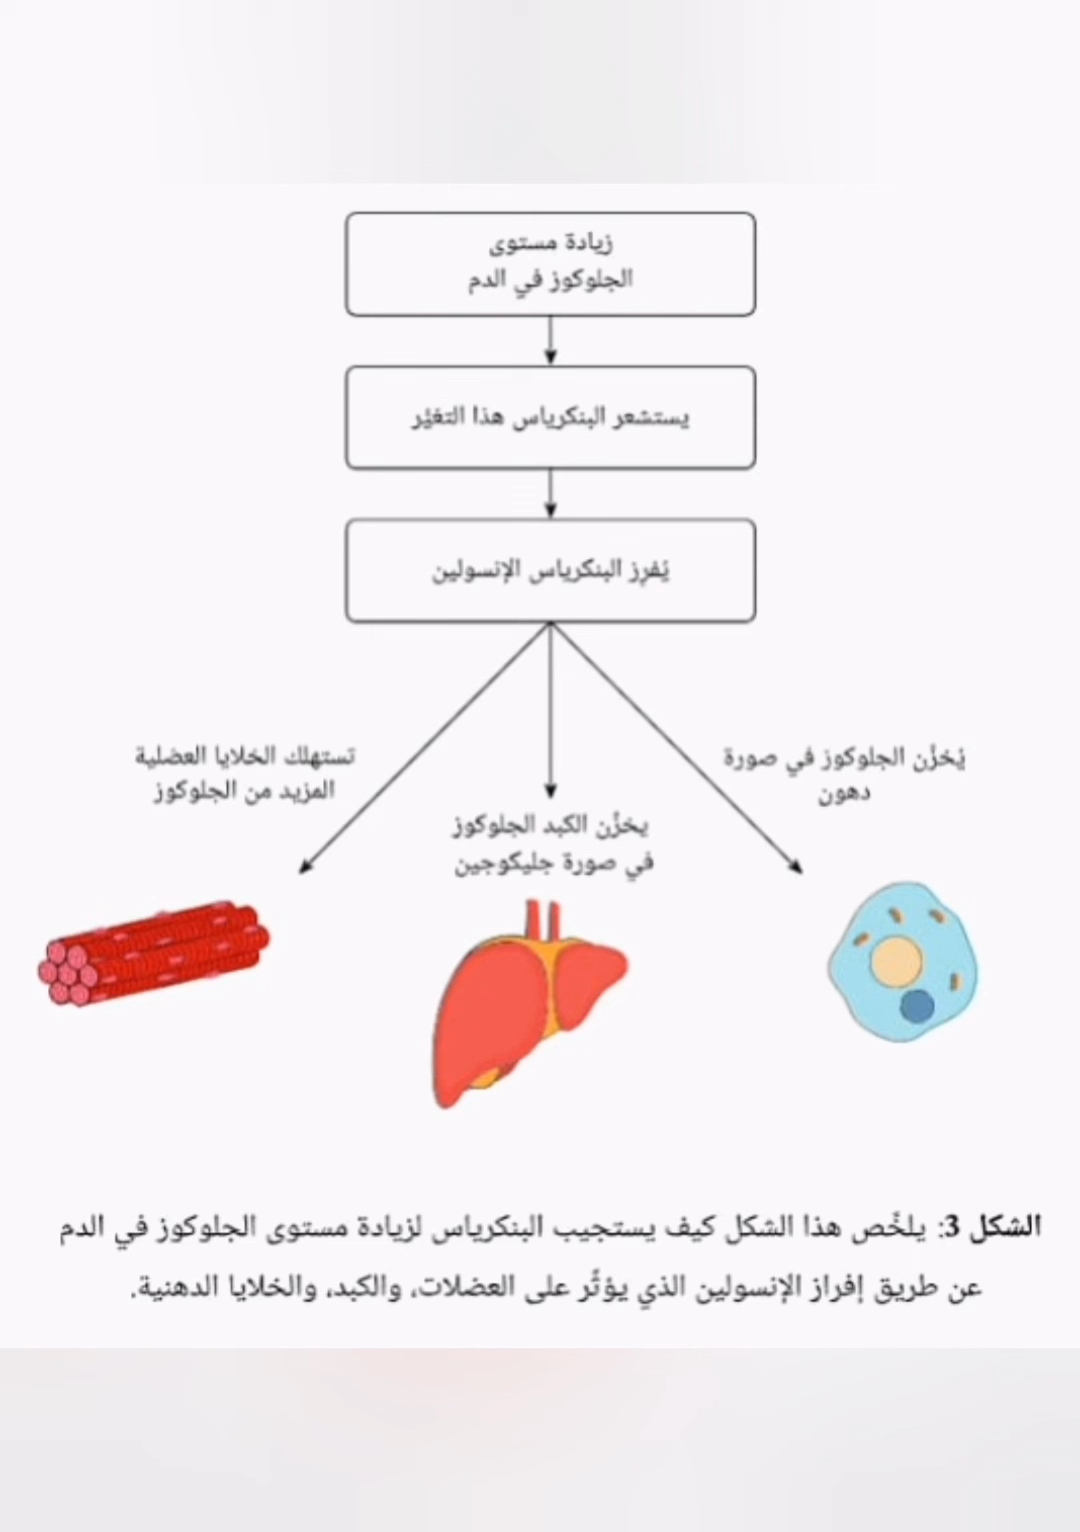 زيادة مستوى
الجلوكوز في الدم
يستشعر البنكرياس هذا التغيُّر
يُفرِز البنكرياس الإنسولين
يُخزَّن الجلوكوز في صورة
دهون
يخزِّن الكبد الجلوكوز
في صورة جليكوجين
تستهلك الخلايا العضلية
المزيد من الجلوكوز
الشكل 3: يلخِّص هذا الشكل كيف يستجيب البنكرياس لزيادة مستوى الجلوكوز في الدم
عن طريق إفراز الإنسولين الذي يؤثِّر على العضلات، والكبد، والخلايا الدهنية.